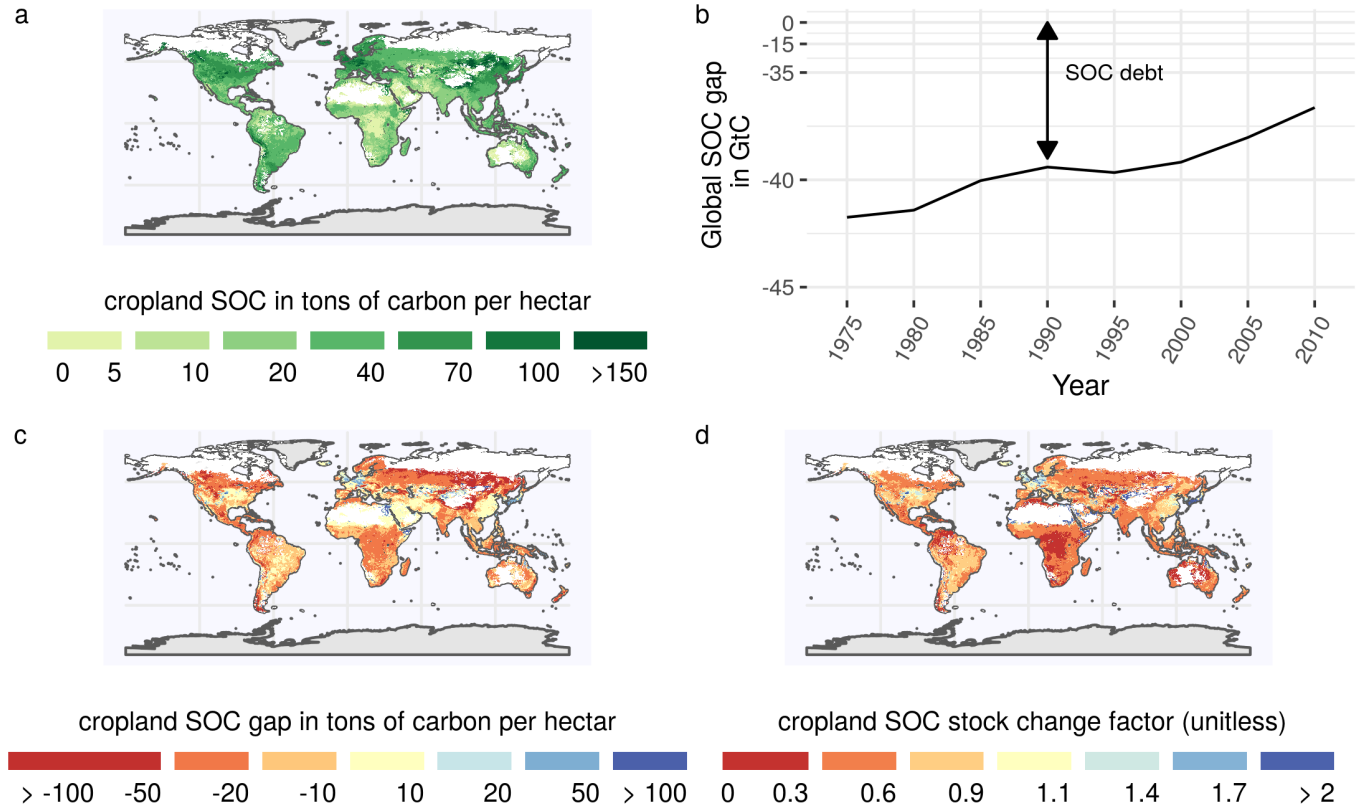 a
cropland SOC in tons of carbon per hectar
0 5 10 20 40 70 100 >150
b
Global SOC gap
in GtC
0
-15
-35
-40
-45
SOC debt
1975 1980 1985 1990 1995 2000 2005 2010
Year
c
cropland SOC gap in tons of carbon per hectar
> -100 -50 -20 -10 10 20 50 > 100
d
cropland SOC stock change factor (unitless)
0 0.3 0.6 0.9 1.1 1.4 1.7 > 2